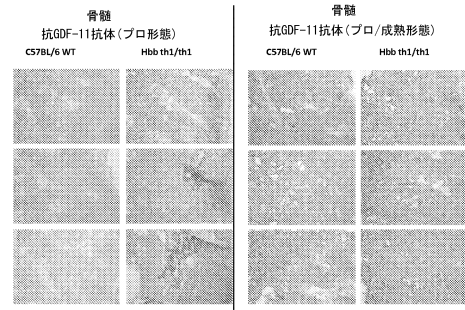 骨髄
抗GDF-11抗体(プロ形態)
C57BL/6 WT Hbb th1/th1
骨髄
抗GDF-11抗体(プロ/成熟形態)
C57BL/6 WT Hbb th1/th1